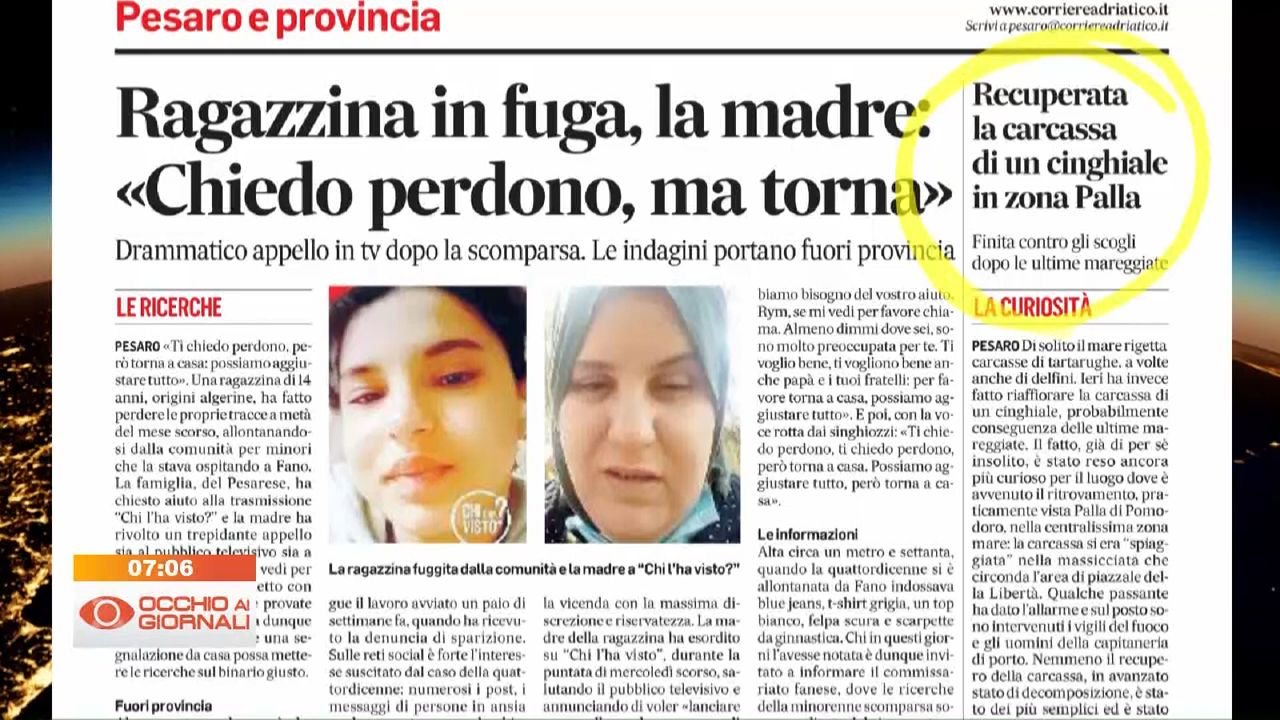 Pesaro e provincia
www.corriereadriatico.it
Scrivi a pesaro@corriereadriatico.it
Ragazzina in fuga, la madre:
«Chiedo perdono, ma torna»
Drammatico appello in tv dopo la scomparsa. Le indagini portano fuori provincia
LE RICERCHE
PESARO «Ti chiedo perdono, pe-
rò torna a casa: possiamo aggiu-
stare tutto». Una ragazzina di 14
anni, origini algerine, ha fatto
perdere le proprie tracce a metà
del mese scorso, allontanando-
si dalla comunità per minori
che la stava ospitando a Fano.
La famiglia, del Pesarese, ha
chiesto aiuto alla trasmissione
"Chi l'ha visto?" e la madre ha
rivolto un trepidante appello
sia al pubblico televisivo sia a
vedi per
etto con
provate
dunque
una se-
gnalazione da casa possa mette-
re le ricerche sul binario giusto.
Fuori provincia
CHI L'HA
VISTO?
La ragazzina fuggita dalla comunità e la madre a "Chi l'ha visto?"
gue il lavoro avviato un paio di
settimane fa, quando ha ricevu-
to la denuncia di sparizione.
Sulle reti social è forte l'interes-
se suscitato dal caso della quat-
tordicenne: numerosi i post, i
messaggi di persone in ansia
la vicenda con la massima di-
screzione e riservatezza. La ma-
dre della ragazzina ha esordito
su "Chi l'ha visto", durante la
puntata di mercoledì scorso, sa-
lutando il pubblico televisivo e
annunciando di voler «lanciare
biamo bisogno del vostro aiuto.
Rym, se mi vedi per favore chia-
ma. Almeno dimmi dove sei, so-
no molto preoccupata per te. Ti
voglio bene, ti vogliono bene an-
che papà e i tuoi fratelli: per fa-
vore torna a casa, possiamo ag-
giustare tutto». E poi, con la vo-
ce rotta dai singhiozzi: «Ti chie-
do perdono, ti chiedo perdono,
però torna a casa. Possiamo ag-
giustare tutto, però torna a ca-
sa».
Le informazioni
Alta circa un metro e settanta,
quando la quattordicenne si è
allontanata da Fano indossava
blue jeans, t-shirt grigia, un top
bianco, felpa scura e scarpette
da ginnastica. Chi in questi gior-
ni l'avesse notata è dunque invi-
tato a informare il commissa-
riato fanese, dove le ricerche
della minorenne scomparsa so-
Recuperata
la carcassa
di un cinghiale
in zona Palla
Finita contro gli scogli
dopo le ultime mareggiate
LA CURIOSITÀ
PESARO Di solito il mare rigetta
carcasse di tartarughe, a volte
anche di delfini. Ieri ha invece
fatto riaffiorare la carcassa di
un cinghiale, probabilmente
conseguenza delle ultime ma-
reggiate. Il fatto, già di per sè
insolito, è stato reso ancora
più curioso per il luogo dove è
avvenuto il ritrovamento, pra-
ticamente vista Palla di Pomo-
doro, nella centralissima zona
mare: la carcassa si era "spiag-
giata" nella massicciata che
circonda l'area di piazzale del-
la Libertà. Qualche passante
ha dato l'allarme e sul posto so-
no intervenuti i vigili del fuoco
e gli uomini della capitaneria
di porto. Nemmeno il recupe-
ro della carcassa, in avanzato
stato di decomposizione, è sta-
to dei più semplici ed è stato
07:06
OCCHIO AI
GIORNALI